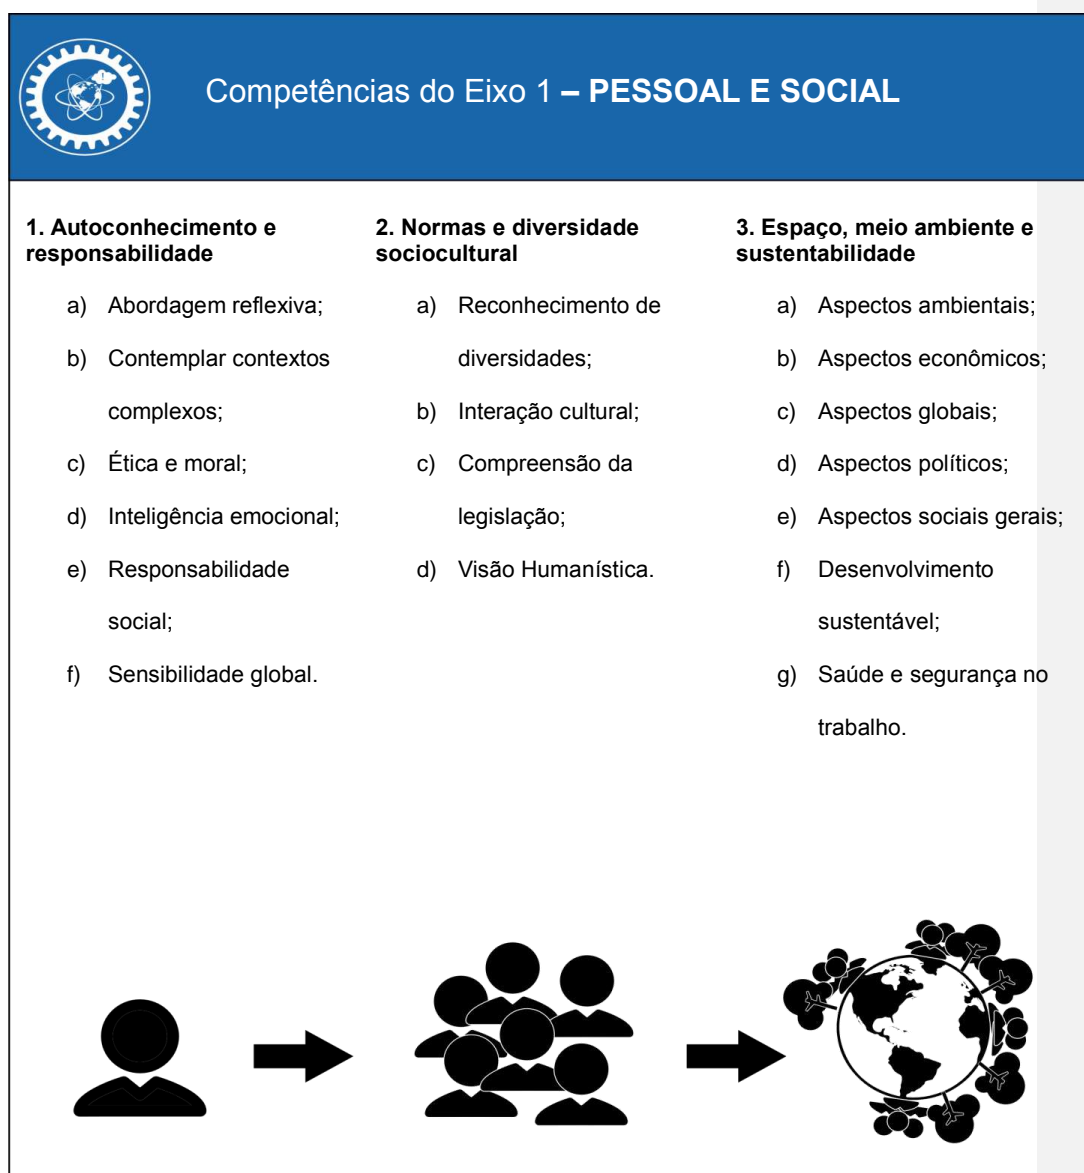 Competências do Eixo 1 – PESSOAL E SOCIAL
1. Autoconhecimento e
responsabilidade
a) Abordagem reflexiva;
b) Contemplar contextos
complexos;
c) Ética e moral;
d) Inteligência emocional;
e) Responsabilidade
social;
f) Sensibilidade global.
2. Normas e diversidade
sociocultural
a) Reconhecimento de
diversidades;
b) Interação cultural;
c) Compreensão da
legislação;
d) Visão Humanística.
3. Espaço, meio ambiente e
sustentabilidade
a) Aspectos ambientais;
b) Aspectos econômicos;
c) Aspectos globais;
d) Aspectos políticos;
e) Aspectos sociais gerais;
f) Desenvolvimento
sustentável;
g) Saúde e segurança no
trabalho.